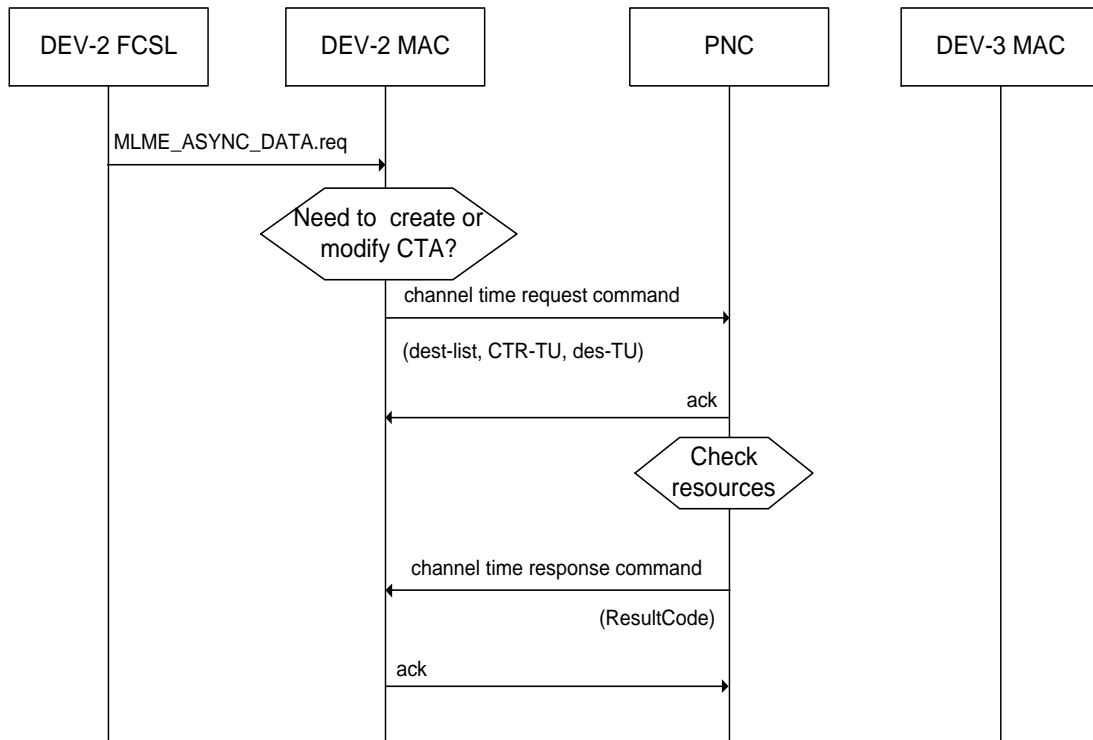 DEV-2 FCSL
DEV-2 MAC
PNC
DEV-3 MAC
MLME_ASYNC_DATA.req
Need to create or
modify CTA?
channel time request command
(dest-list, CTR-TU, des-TU)
ack
Check
resources
channel time response command
(ResultCode)
ack